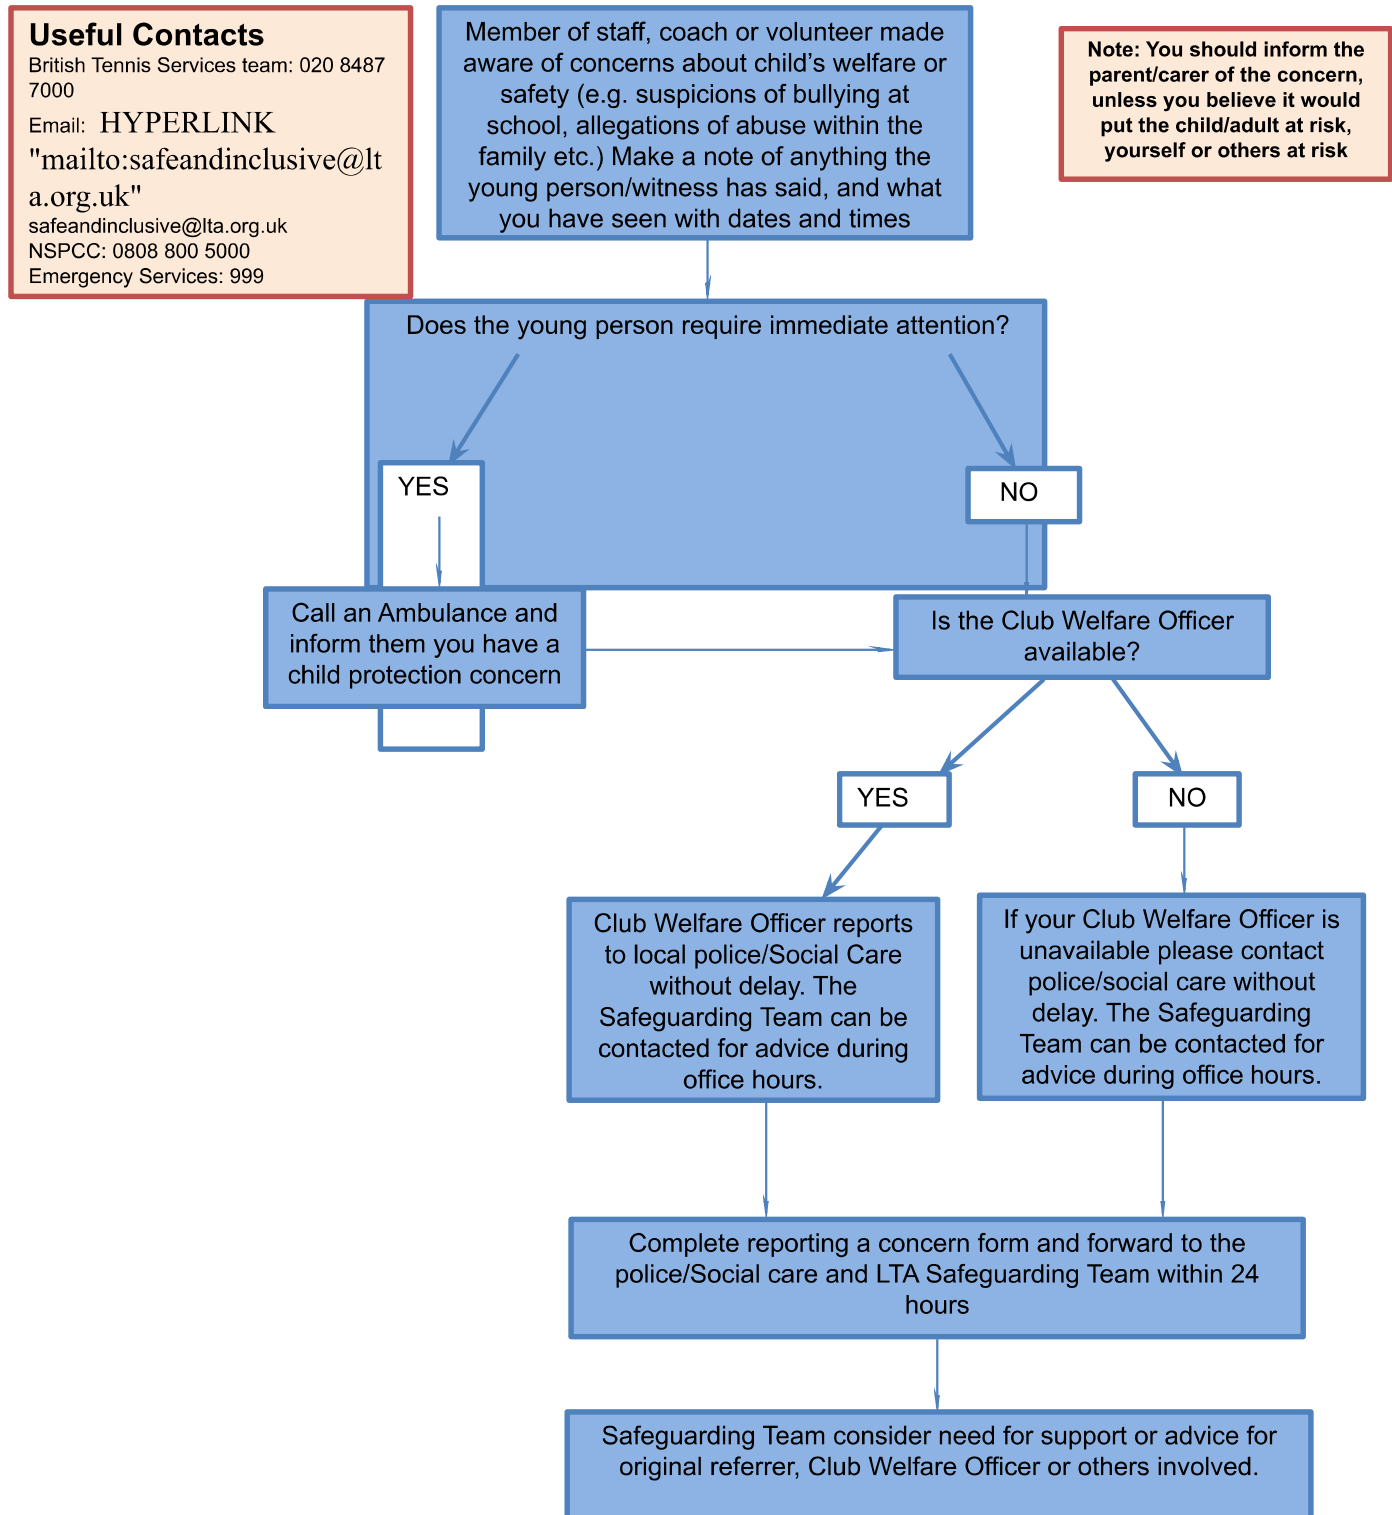 Useful Contacts
British Tennis Services team: 020 8487
7000
Email: HYPERLINK
"mailto:safeandinclusive@lt
a.org.uk"
safeandinclusive@lta.org.uk
NSPCC: 0808 800 5000
Emergency Services: 999
Member of staff, coach or volunteer made
aware of concerns about child’s welfare or
safety (e.g. suspicions of bullying at
school, allegations of abuse within the
family etc.) Make a note of anything the
young person/witness has said, and what
you have seen with dates and times
Note: You should inform the
parent/carer of the concern,
unless you believe it would
put the child/adult at risk,
yourself or others at risk
Does the young person require immediate attention?
YES
NO
Call an Ambulance and
inform them you have a
child protection concern
Is the Club Welfare Officer
available?
YES
NO
Club Welfare Officer reports
to local police/Social Care
without delay. The
Safeguarding Team can be
contacted for advice during
office hours.
If your Club Welfare Officer is
unavailable please contact
police/social care without
delay. The Safeguarding
Team can be contacted for
advice during office hours.
Complete reporting a concern form and forward to the
police/Social care and LTA Safeguarding Team within 24
hours
Safeguarding Team consider need for support or advice for
original referrer, Club Welfare Officer or others involved.